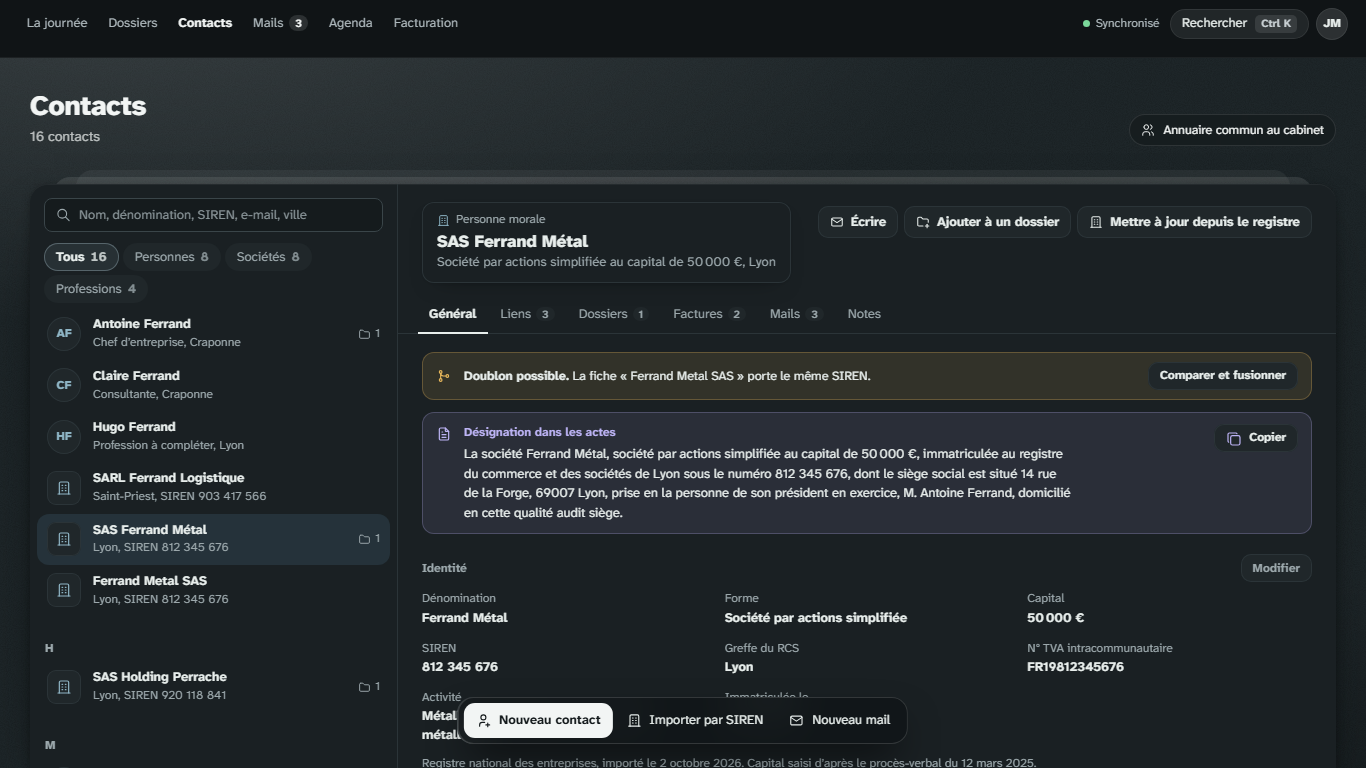 La journée
Dossiers
Contacts
Mails 3
Agenda
Facturation
Synchronisé
Rechercher Ctrl K
JM
Contacts
16 contacts
Annuaire commun au cabinet
Nom, dénomination, SIREN, e-mail, ville
Tous 16
Personnes 8
Sociétés 8
Professions 4
AF
Antoine Ferrand
Chef d'entreprise, Craponne
1
CF
Claire Ferrand
Consultante, Craponne
HF
Hugo Ferrand
Profession à compléter, Lyon
SARL Ferrand Logistique
Saint-Priest, SIREN 903 417 566
SAS Ferrand Métal
Lyon, SIREN 812 345 676
1
Ferrand Metal SAS
Lyon, SIREN 812 345 676
H
SAS Holding Perrache
Lyon, SIREN 920 118 841
1
M
Personne morale
SAS Ferrand Métal
Société par actions simplifiée au capital de 50 000 €, Lyon
Écrire
Ajouter à un dossier
Mettre à jour depuis le registre
Général
Liens 3
Dossiers 1
Factures 2
Mails 3
Notes
Doublon possible. La fiche « Ferrand Metal SAS » porte le même SIREN.
Comparer et fusionner
Désignation dans les actes
Copier
La société Ferrand Métal, société par actions simplifiée au capital de 50 000 €, immatriculée au registre
du commerce et des sociétés de Lyon sous le numéro 812 345 676, dont le siège social est situé 14 rue
de la Forge, 69007 Lyon, prise en la personne de son président en exercice, M. Antoine Ferrand, domicilié
en cette qualité audit siège.
Identité
Modifier
Dénomination
Ferrand Métal
Forme
Société par actions simplifiée
Capital
50 000 €
SIREN
812 345 676
Greffe du RCS
Lyon
N° TVA intracommunautaire
FR19812345676
Activité
Immatriculée le
Nouveau contact
Importer par SIREN
Nouveau mail
Registre national des entreprises, importé le 2 octobre 2026. Capital saisi d'après le procès-verbal du 12 mars 2025.